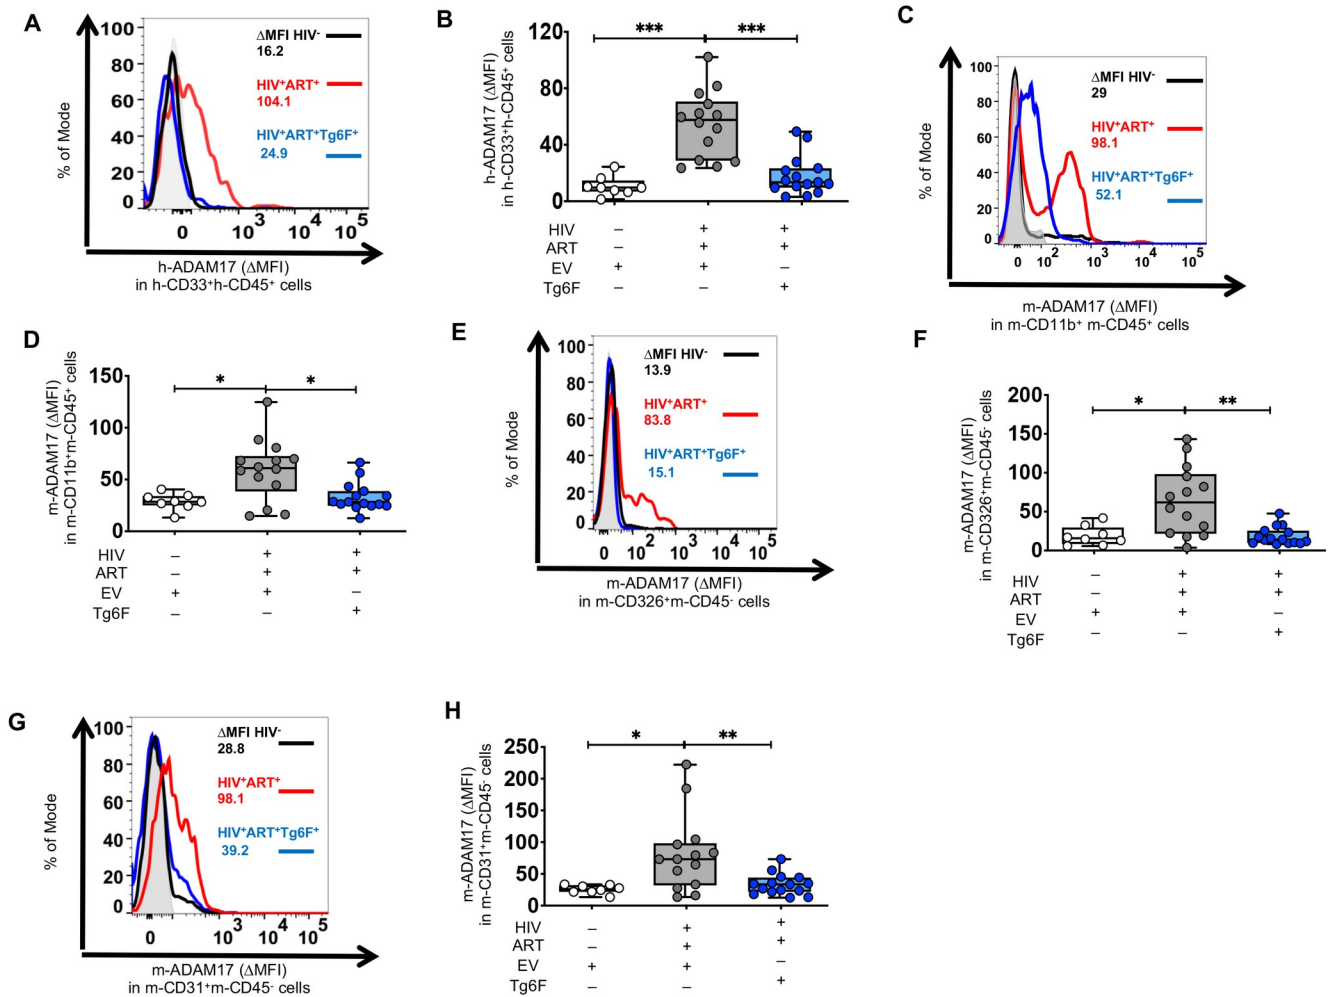 A
100
80
60
40
20
0
% of Mode
ΔMFI HIV-
16.2
HIV+ART+
104.1
HIV+ART+Tg6F+
24.9
0 10³ 10⁴ 10⁵
h-ADAM17 (ΔMFI)
in h-CD33+h-CD45+ cells
B
h-ADAM17 (ΔMFI)
in h-CD33+h-CD45+ cells
120
80
40
0
*** ***
HIV – + +
ART – + +
EV + + –
Tg6F – – +
C
100
80
60
40
20
0
% of Mode
ΔMFI HIV-
29
HIV+ART+
98.1
HIV+ART+Tg6F+
52.1
0 10² 10³ 10⁴ 10⁵
m-ADAM17 (ΔMFI)
in m-CD11b+ m-CD45+ cells
D
m-ADAM17 (ΔMFI)
in m-CD11b+m-CD45+ cells
150
100
50
0
* *
HIV – + +
ART – + +
EV + + –
Tg6F – – +
E
100
80
60
40
20
0
% of Mode
ΔMFI HIV-
13.9
HIV+ART+
83.8
HIV+ART+Tg6F+
15.1
0 10² 10³ 10⁴ 10⁵
m-ADAM17 (ΔMFI)
in m-CD326+m-CD45- cells
F
m-ADAM17 (ΔMFI)
in m-CD326+m-CD45- cells
200
150
100
50
0
* **
HIV – + +
ART – + +
EV + + –
Tg6F – – +
G
100
80
60
40
20
0
% of Mode
ΔMFI HIV-
28.8
HIV+ART+
98.1
HIV+ART+Tg6F+
39.2
0 10³ 10⁴ 10⁵
m-ADAM17 (ΔMFI)
in m-CD31+m-CD45- cells
H
m-ADAM17 (ΔMFI)
in m-CD31+m-CD45- cells
250
200
150
100
50
0
* **
HIV – + +
ART – + +
EV + + –
Tg6F – – +